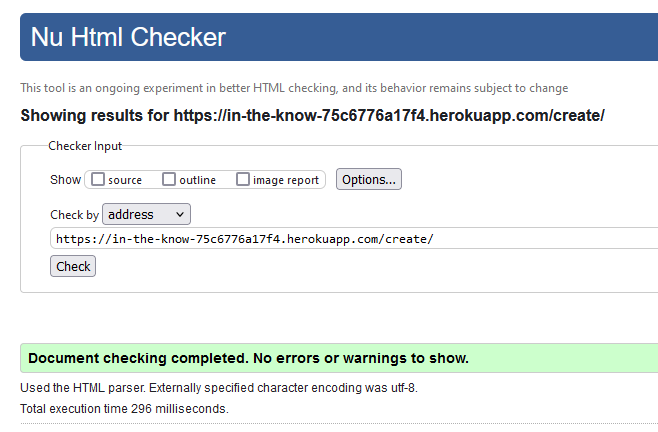 Nu Html Checker
This tool is an ongoing experiment in better HTML checking, and its behavior remains subject to change
Showing results for https://in-the-know-75c6776a17f4.herokuapp.com/create/
Checker Input
Show source outline image report Options...
Check by address
https://in-the-know-75c6776a17f4.herokuapp.com/create/
Check
Document checking completed. No errors or warnings to show.
Used the HTML parser. Externally specified character encoding was utf-8.
Total execution time 296 milliseconds.